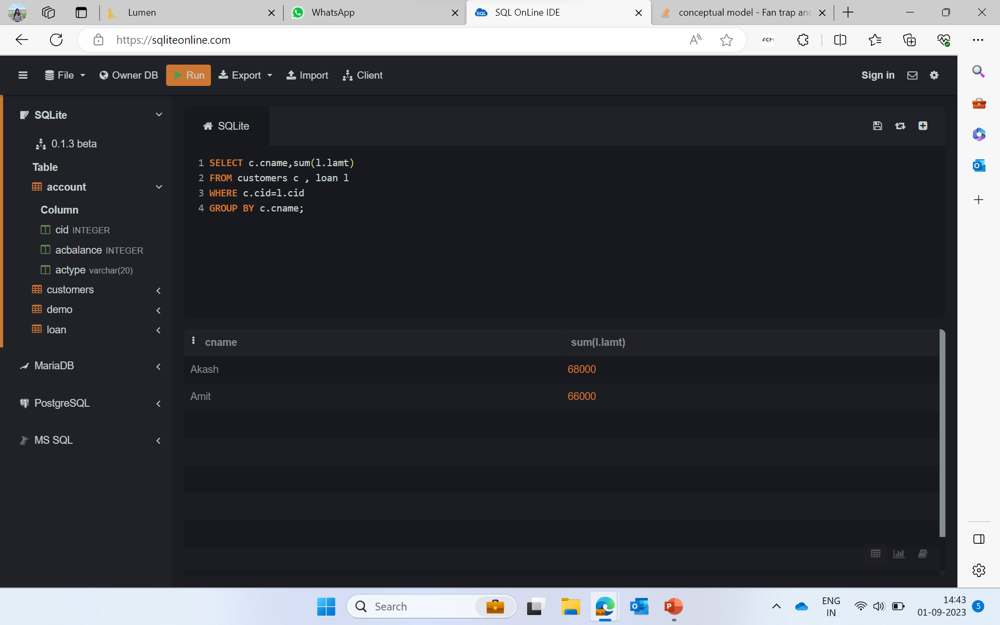 Lumen
WhatsApp
SQL OnLine IDE
conceptual model - Fan trap an
https://sqliteonline.com
FCM
File
Owner DB
Run
Export
Import
Client
Sign in
SQLite
0.1.3 beta
Table
account
Column
cid INTEGER
acbalance INTEGER
actype varchar(20)
customers
demo
loan
MariaDB
PostgreSQL
MS SQL
SQLite
1 SELECT c.cname,sum(l.lamt)
2 FROM customers c , loan l
3 WHERE c.cid=l.cid
4 GROUP BY c.cname;
cname sum(l.lamt)
Akash 68000
Amit 66000
Search
ENG
IN
14:43
01-09-2023
5